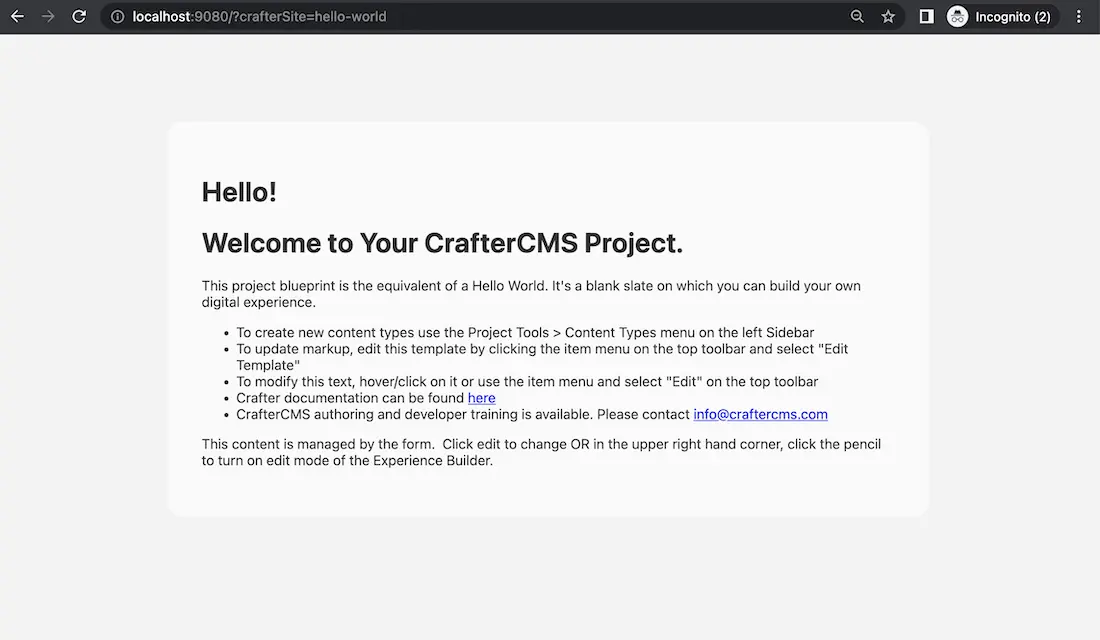 localhost:9080/?crafterSite=hello-world
Incognito (2)
Hello!
Welcome to Your CrafterCMS Project.
This project blueprint is the equivalent of a Hello World. It's a blank slate on which you can build your own
digital experience.
• To create new content types use the Project Tools > Content Types menu on the left Sidebar
• To update markup, edit this template by clicking the item menu on the top toolbar and select "Edit
Template"
• To modify this text, hover/click on it or use the item menu and select "Edit" on the top toolbar
• Crafter documentation can be found here
• CrafterCMS authoring and developer training is available. Please contact info@craftercms.com
This content is managed by the form.  Click edit to change OR in the upper right hand corner, click the pencil
to turn on edit mode of the Experience Builder.